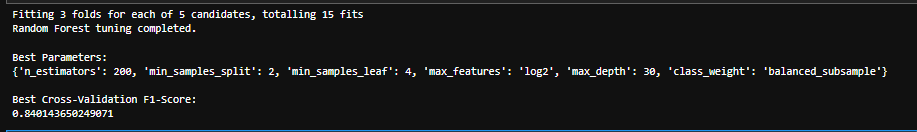 Fitting 3 folds for each of 5 candidates, totalling 15 fits
Random Forest tuning completed.
Best Parameters:
{'n_estimators': 200, 'min_samples_split': 2, 'min_samples_leaf': 4, 'max_features': 'log2', 'max_depth': 30, 'class_weight': 'balanced_subsample'}
Best Cross-Validation F1-Score:
0.840143650249071